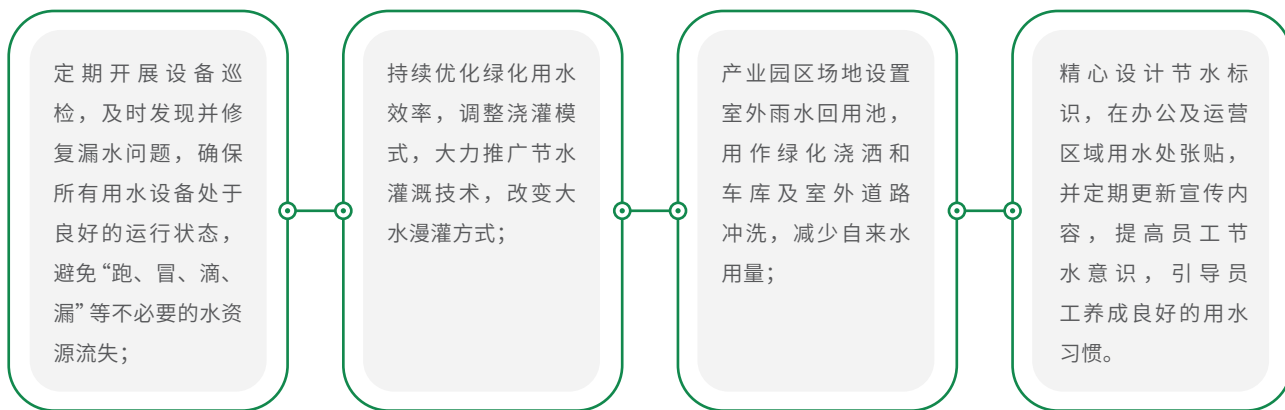 定期开展设备巡
检，及时发现并修
复漏水问题，确保
所有用水设备处于
良好的运行状态，
避免“跑、冒、滴、
漏”等不必要的水资
源流失；
持续优化绿化用水
效率，调整浇灌模
式，大力推广节水
灌溉技术，改变大
水漫灌方式；
产业园区场地设置
室外雨水回用池，
用作绿化浇洒和
车库及室外道路
冲洗，减少自来水
用量；
精心设计节水标
识，在办公及运营
区域用水处张贴，
并定期更新宣传内
容，提高员工节
水意识，引导员
工养成良好的用水
习惯。